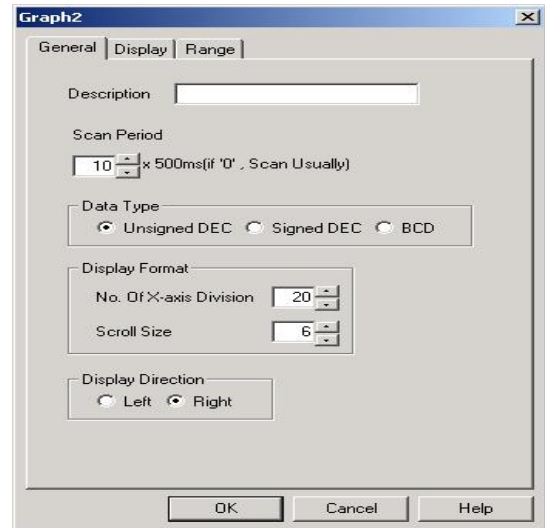 Graph2
General Display Range
Description
Scan Period
10 x 500ms(if '0' , Scan Usually)
Data Type
Unsigned DEC Signed DEC BCD
Display Format
No. Of X-axis Division 20
Scroll Size 6
Display Direction
Left Right
OK Cancel Help